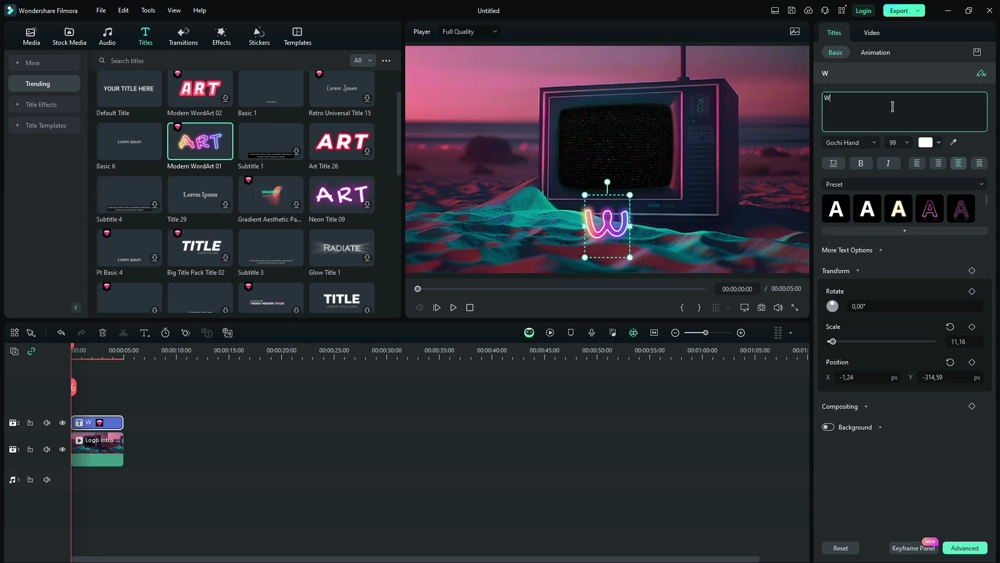 Wondershare Filmora
File
Edit
Tools
View
Help
Untitled
Login
Export
Media
Stock Media
Audio
Titles
Transitions
Effects
Stickers
Templates
Mine
Trending
Title Effects
Title Templates
Search titles
All
YOUR TITLE HERE
ART
Lorem Ipsum
Default Title
Modern WordArt 02
Basic 1
Retro Universal Title 15
Lorem ipsum
ART
ART
Basic 6
Modern WordArt 01
Subtitle 1
Art Title 26
Lorem Ipsum
ART
Subtitle 4
Title 29
Gradient Aesthetic Pa...
Neon Title 09
Lorem ipsum
TITLE
RADIATE
Pt Basic 4
Big Title Pack Title 02
Subtitle 3
Glow Title 1
TITLE
Player
Full Quality
W
00:00:00:00
/
00:00:05:00
Titles
Video
Basic
Animation
W
W
Gochi Hand
99
B
I
Preset
A
A
A
A
A
More Text Options
Transform
Rotate
0,00°
Scale
11,16
Position
X
-1,24
px
Y
-314,59
px
Compositing
Background
Reset
Keyframe Panel
NEW
Advanced
:00:00
00:00:05:00
00:00:10:00
00:00:15:00
00:00:20:00
00:00:25:00
00:00:30:00
00:00:35:00
00:00:40:00
00:00:45:00
00:00:50:00
00:00:55:00
00:01:00:00
00:01:05:00
00:01:
2
T W
1
Logo Intro ...
1